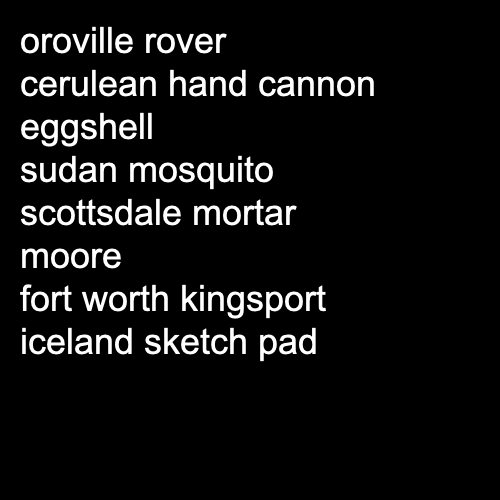 oroville rover
cerulean hand cannon
eggshell
sudan mosquito
scottsdale mortar
moore
fort worth kingsport
iceland sketch pad